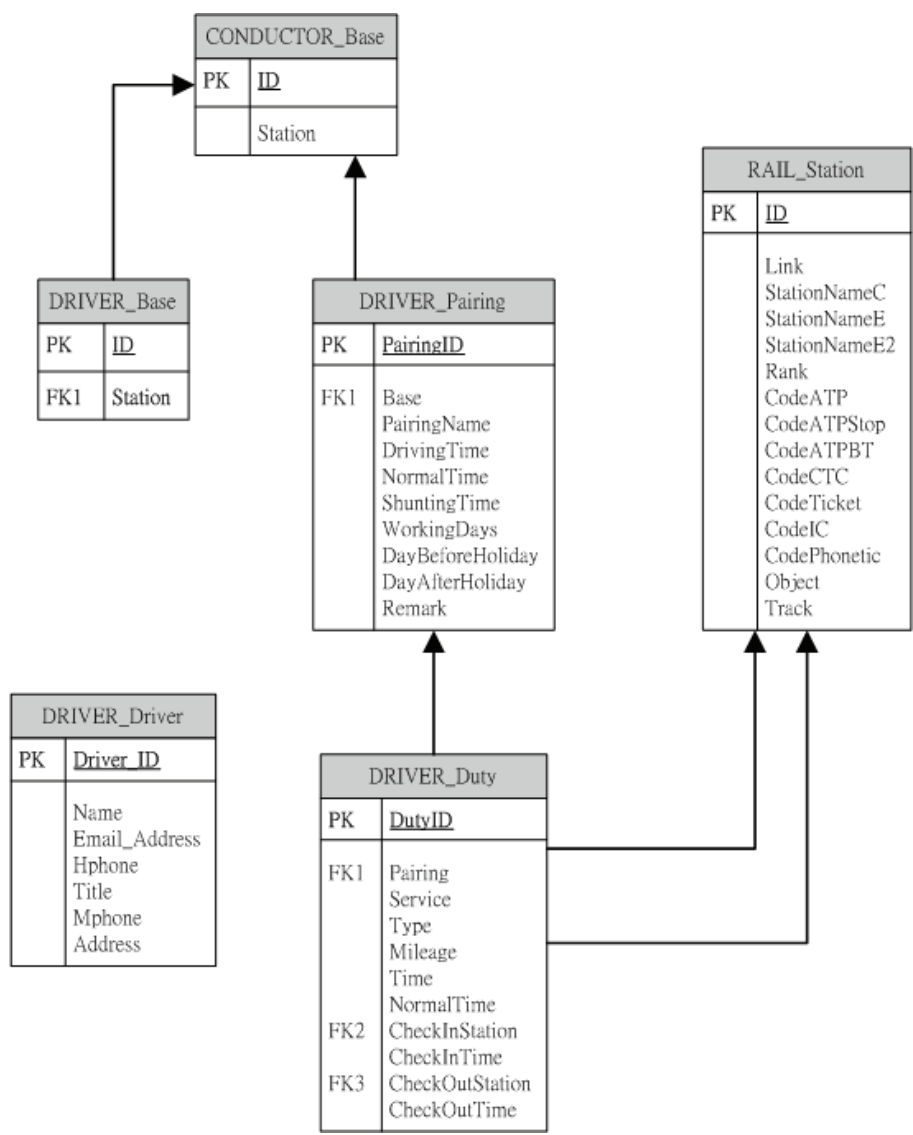 CONDUCTOR_Base
PK ID
Station
RAIL_Station
PK ID
Link
StationNameC
StationNameE
StationNameE2
Rank
CodeATP
CodeATPStop
CodeATPBT
CodeCTC
CodeTicket
CodeIC
CodePhonetic
Object
Track
DRIVER_Base
PK ID
FK1 Station
DRIVER_Pairing
PK PairingID
FK1 Base
PairingName
DrivingTime
NormalTime
ShuntingTime
WorkingDays
DayBeforeHoliday
DayAfterHoliday
Remark
DRIVER_Driver
PK Driver_ID
Name
Email_Address
Hphone
Title
Mphone
Address
DRIVER_Duty
PK DutyID
FK1 Pairing
Service
Type
Mileage
Time
NormalTime
FK2 CheckInStation
CheckInTime
FK3 CheckOutStation
CheckOutTime